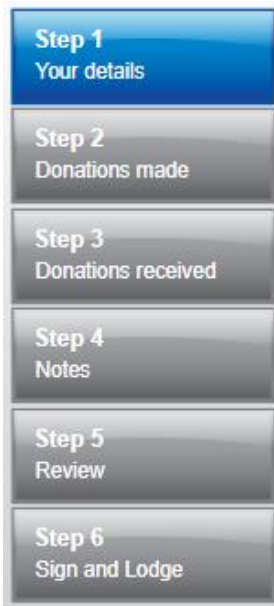 Step 1
Your details
Step 2
Donations made
Step 3
Donations received
Step 4
Notes
Step 5
Review
Step 6
Sign and Lodge